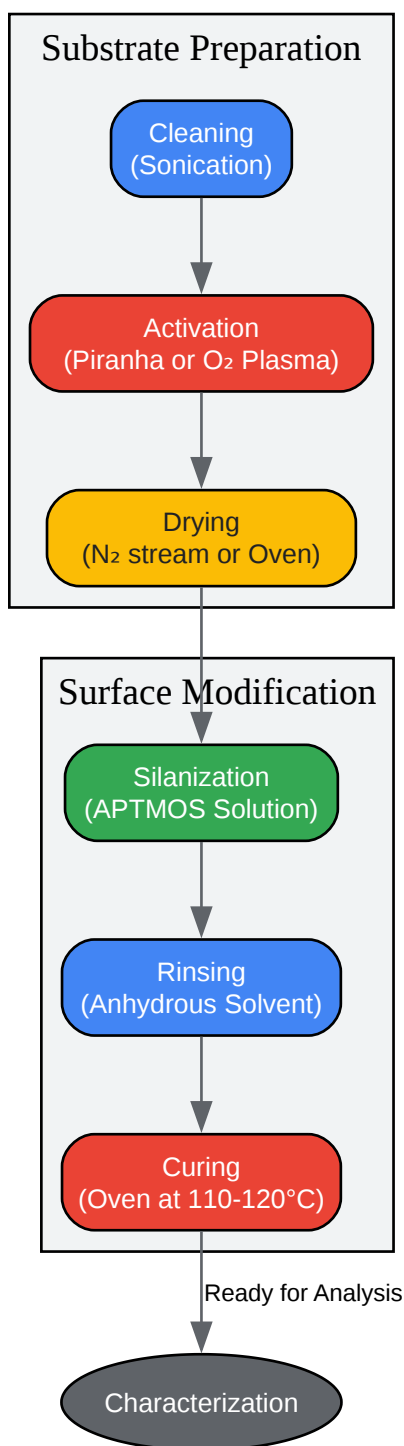 Substrate Preparation
Cleaning
(Sonication)
Activation
(Piranha or O₂ Plasma)
Drying
(N₂ stream or Oven)
Surface Modification
Silanization
(APTMOS Solution)
Rinsing
(Anhydrous Solvent)
Curing
(Oven at 110-120°C)
Ready for Analysis
Characterization